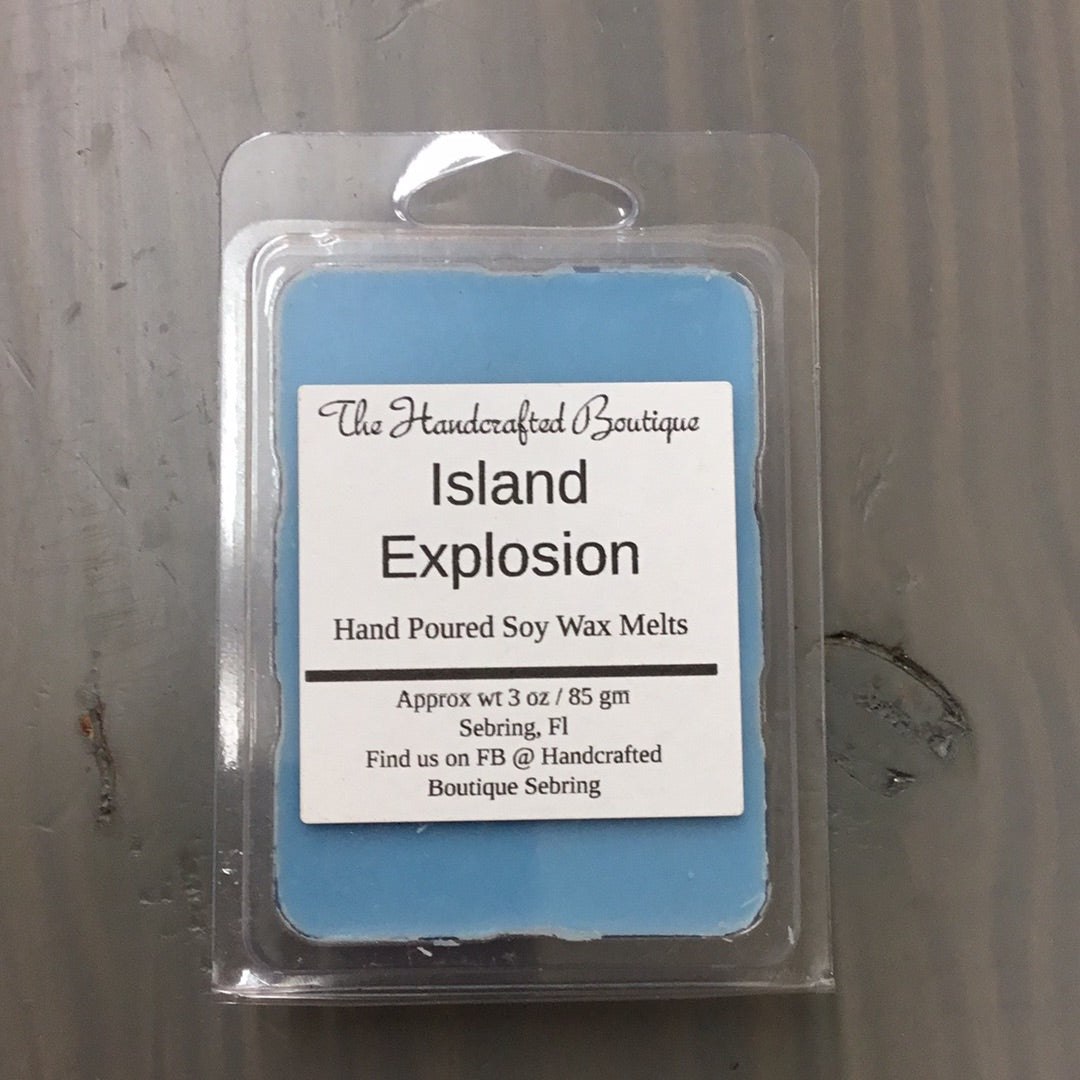 The Handcrafted Boutique
Island
Explosion
Hand Poured Soy Wax Melts
Approx wt 3 oz / 85 gm
Sebring, Fl
Find us on FB @ Handcrafted
Boutique Sebring